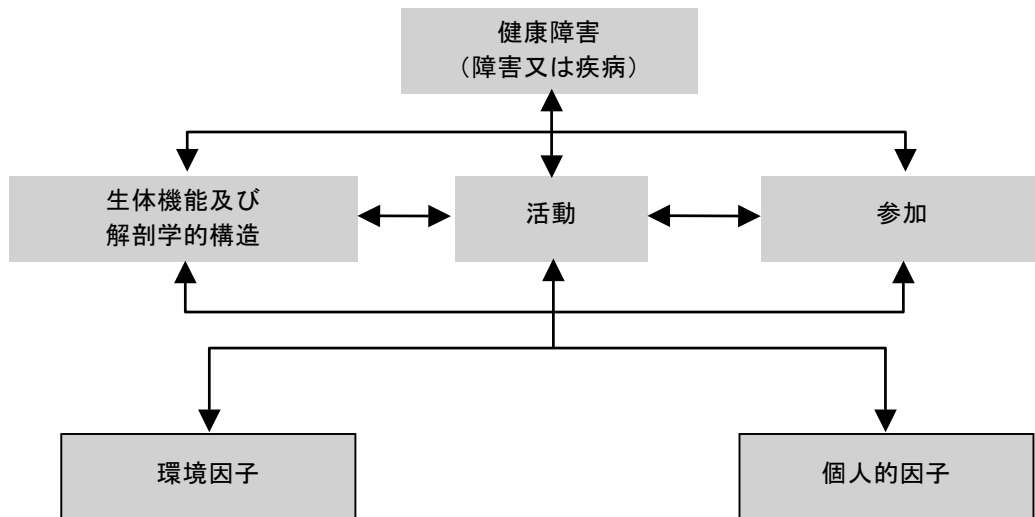 健康障害
（障害又は疾病）
生体機能及び
解剖学的構造
活動
参加
環境因子
個人的因子